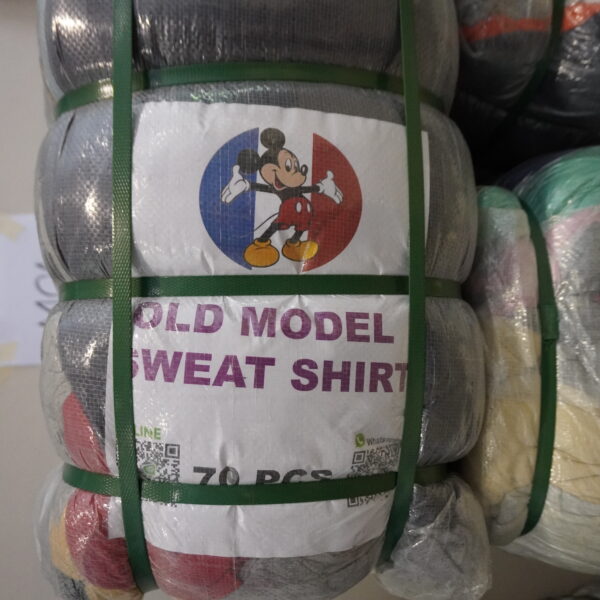 OLD MODEL
SWEAT SHIRT
LINE
70 PCS